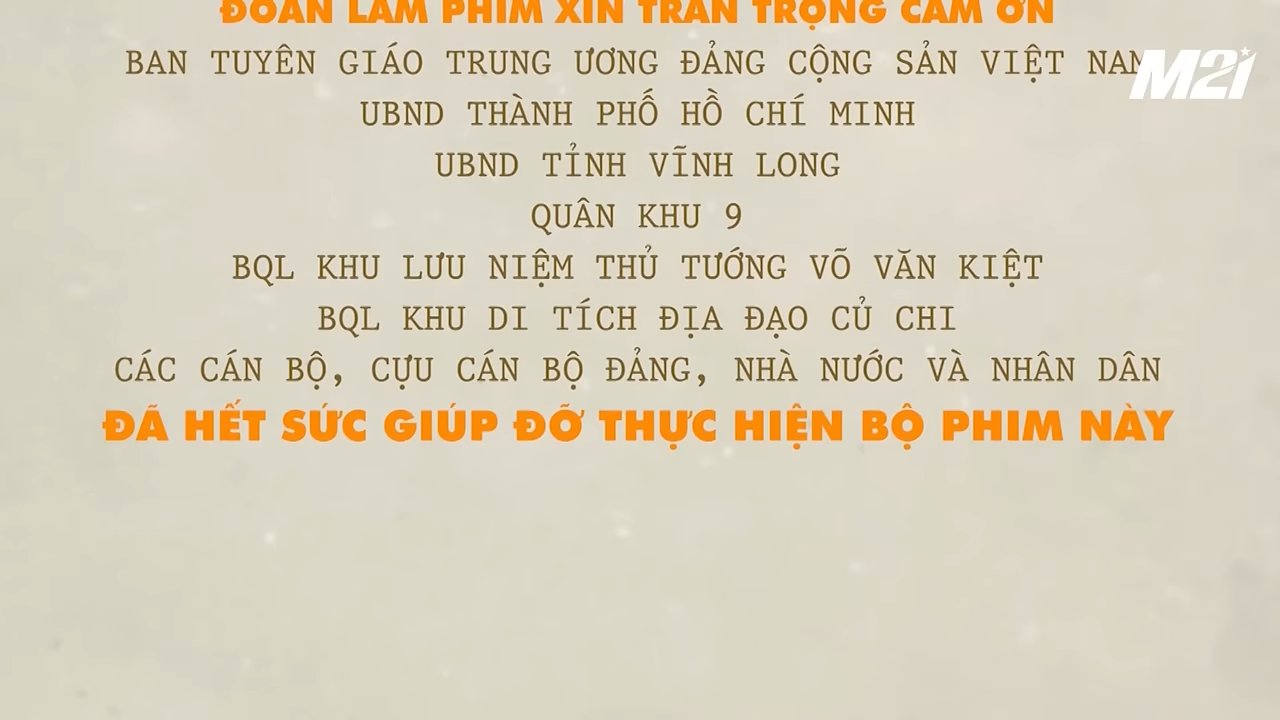 ĐOÀN LÀM PHIM XIN TRÂN TRỌNG CẢM ƠN
BAN TUYÊN GIÁO TRUNG ƯƠNG ĐẢNG CỘNG SẢN VIỆT NAM
M21
UBND THÀNH PHỐ HỒ CHÍ MINH
UBND TỈNH VĨNH LONG
QUÂN KHU 9
BQL KHU LƯU NIỆM THỦ TƯỚNG VÕ VĂN KIỆT
BQL KHU DI TÍCH ĐỊA ĐẠO CỦ CHI
CÁC CÁN BỘ, CỰU CÁN BỘ ĐẢNG, NHÀ NƯỚC VÀ NHÂN DÂN
ĐÃ HẾT SỨC GIÚP ĐỠ THỰC HIỆN BỘ PHIM NÀY